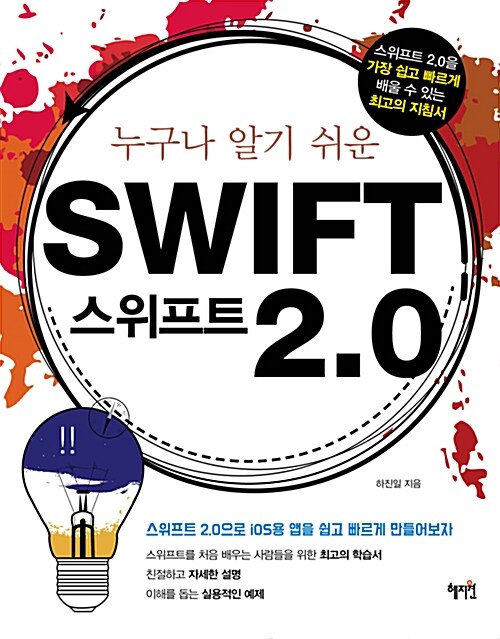 스위프트 2.0을
가장 쉽고 빠르게
배울 수 있는
최고의 지침서
누구나 알기 쉬운
SWIFT
스위프트 2.0
하진일 지음
!!
스위프트 2.0으로 iOS용 앱을 쉽고 빠르게 만들어보자
스위프트를 처음 배우는 사람들을 위한 최고의 학습서
친절하고 자세한 설명
이해를 돕는 실용적인 예제
혜지원